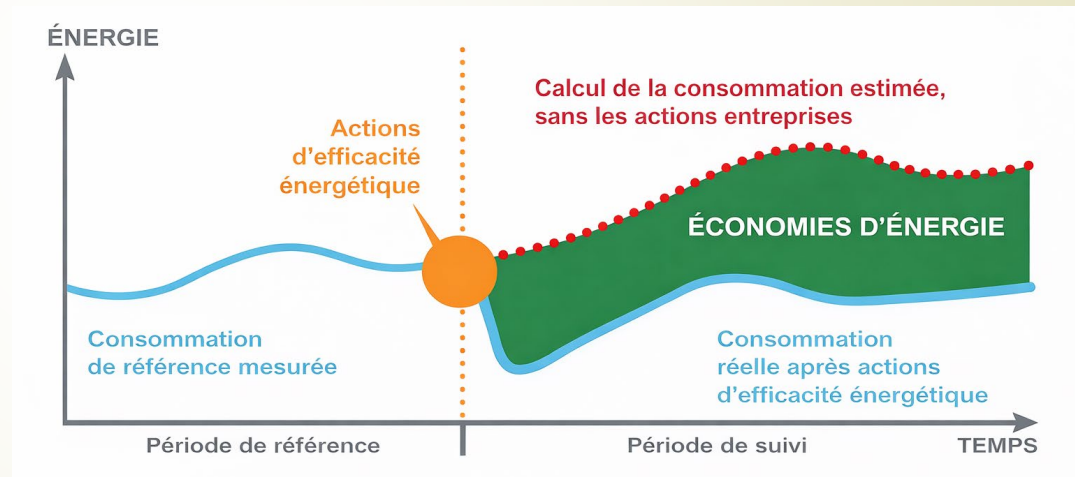 ÉNERGIE
Calcul de la consommation estimée,
sans les actions entreprises
Actions
d'efficacité
énergétique
ÉCONOMIES D'ÉNERGIE
Consommation
de référence mesurée
Consommation
réelle après actions
d'efficacité énergétique
Période de référence
Période de suivi
TEMPS